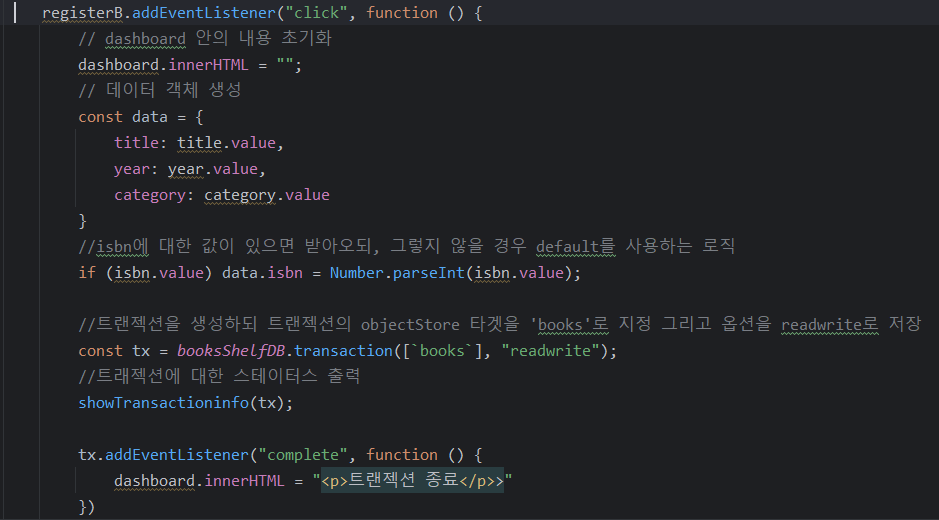 registerB.addEventListener("click", function () {
// dashboard 안의 내용 초기화
dashboard.innerHTML = "";
// 데이터 객체 생성
const data = {
title: title.value,
year: year.value,
category: category.value
}
//isbn에 대한 값이 있으면 받아오되, 그렇지 않을 경우 default를 사용하는 로직
if (isbn.value) data.isbn = Number.parseInt(isbn.value);
//트랜젝션을 생성하되 트랜젝션의 objectStore 타겟을 'books'로 지정 그리고 옵션을 readwrite로 저장
const tx = booksShelfDB.transaction([`books`], "readwrite");
//트래젝션에 대한 스테이터스 출력
showTransactioninfo(tx);
tx.addEventListener("complete", function () {
dashboard.innerHTML = "<p>트랜젝션 종료</p>>"
})